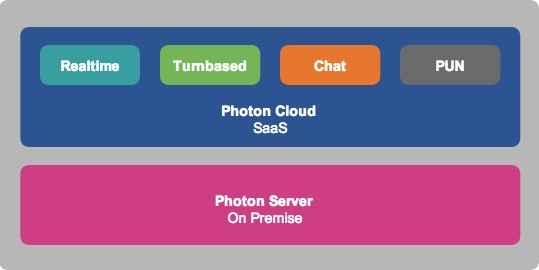 Realtime
Turnbased
Chat
PUN
Photon Cloud
SaaS
Photon Server
On Premise